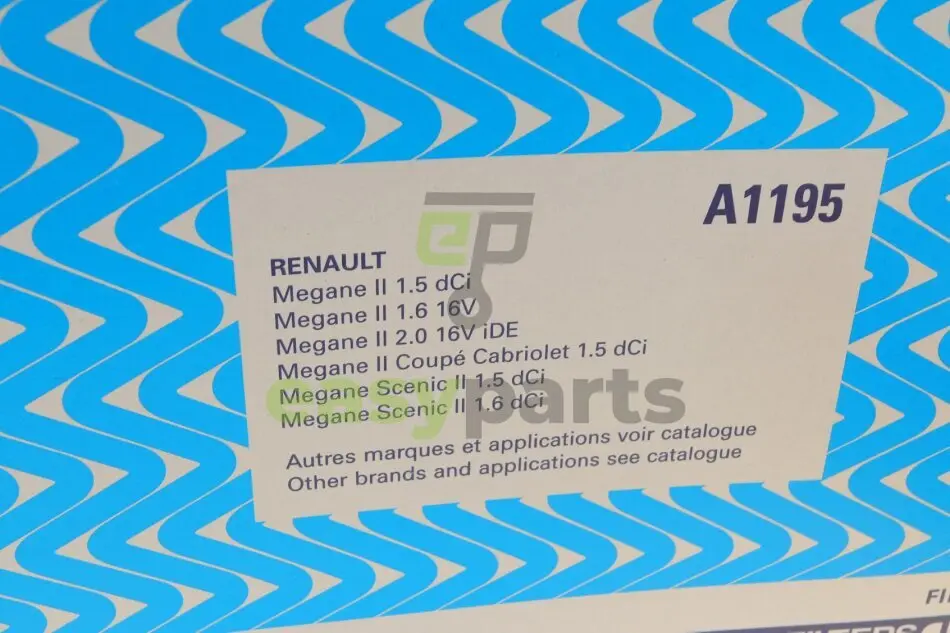 A1195
RENAULT
Megane II 1.5 dCi
Megane II 1.6 16V
Megane II 2.0 16V iDE
Megane II Coupé Cabriolet 1.5 dCi
Megane Scenic II 1.5 dCi
Megane Scenic II 1.6 dCi
Autres marques et applications voir catalogue
Other brands and applications see catalogue
ep
easyparts